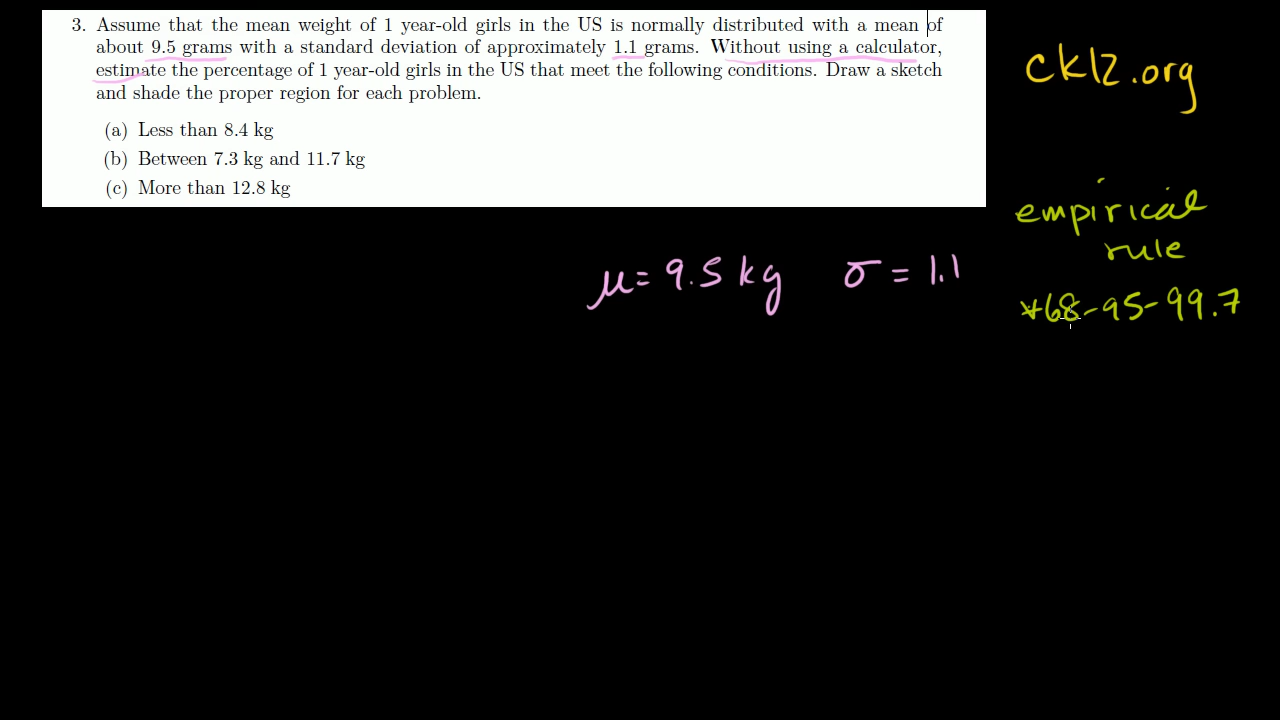 3. Assume that the mean weight of 1 year-old girls in the US is normally distributed with a mean of
about 9.5 grams with a standard deviation of approximately 1.1 grams. Without using a calculator,
estimate the percentage of 1 year-old girls in the US that meet the following conditions. Draw a sketch
and shade the proper region for each problem.
(a) Less than 8.4 kg
(b) Between 7.3 kg and 11.7 kg
(c) More than 12.8 kg
ck12.org
empirical
rule
*68-95-99.7
μ = 9.5 kg σ = 1.1